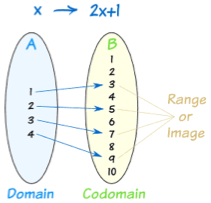 x → 2x+1
A
B
1
2
3
4
1
2
3
4
5
6
7
8
9
10
Range
or
Image
Domain
Codomain